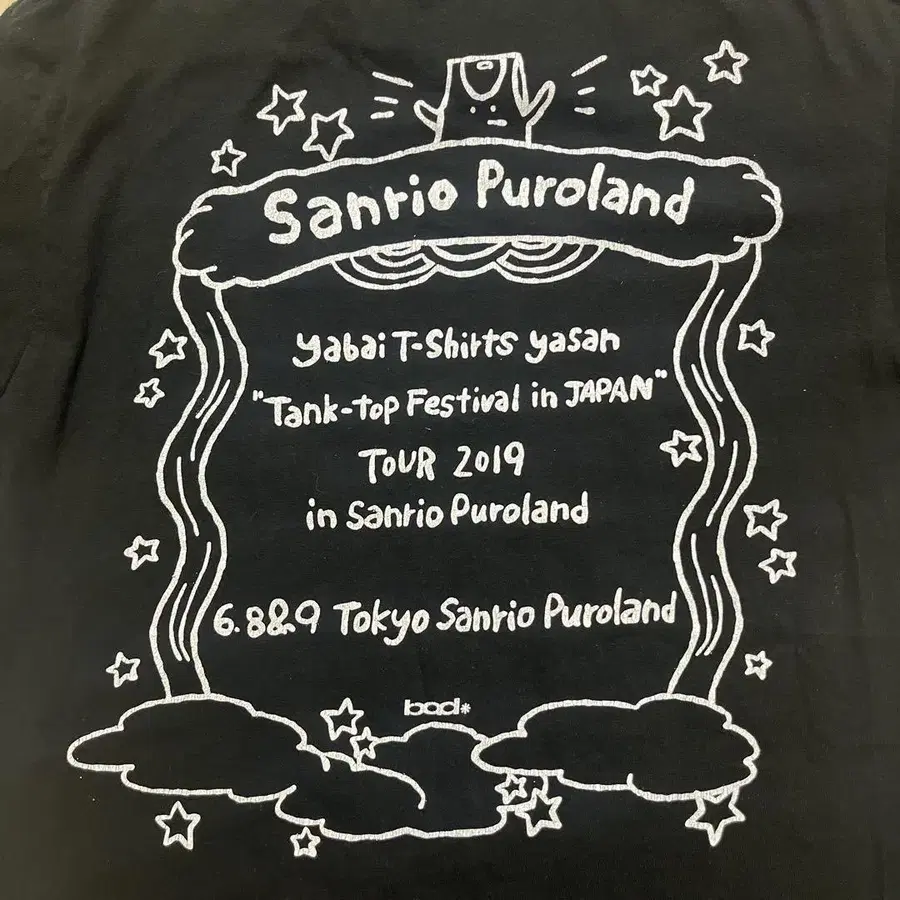 Sanrio Puroland
yabai T-Shirts yasan
"Tank-top Festival in JAPAN"
TOUR 2019
in Sanrio Puroland
6.8&9 Tokyo Sanrio Puroland
bad*